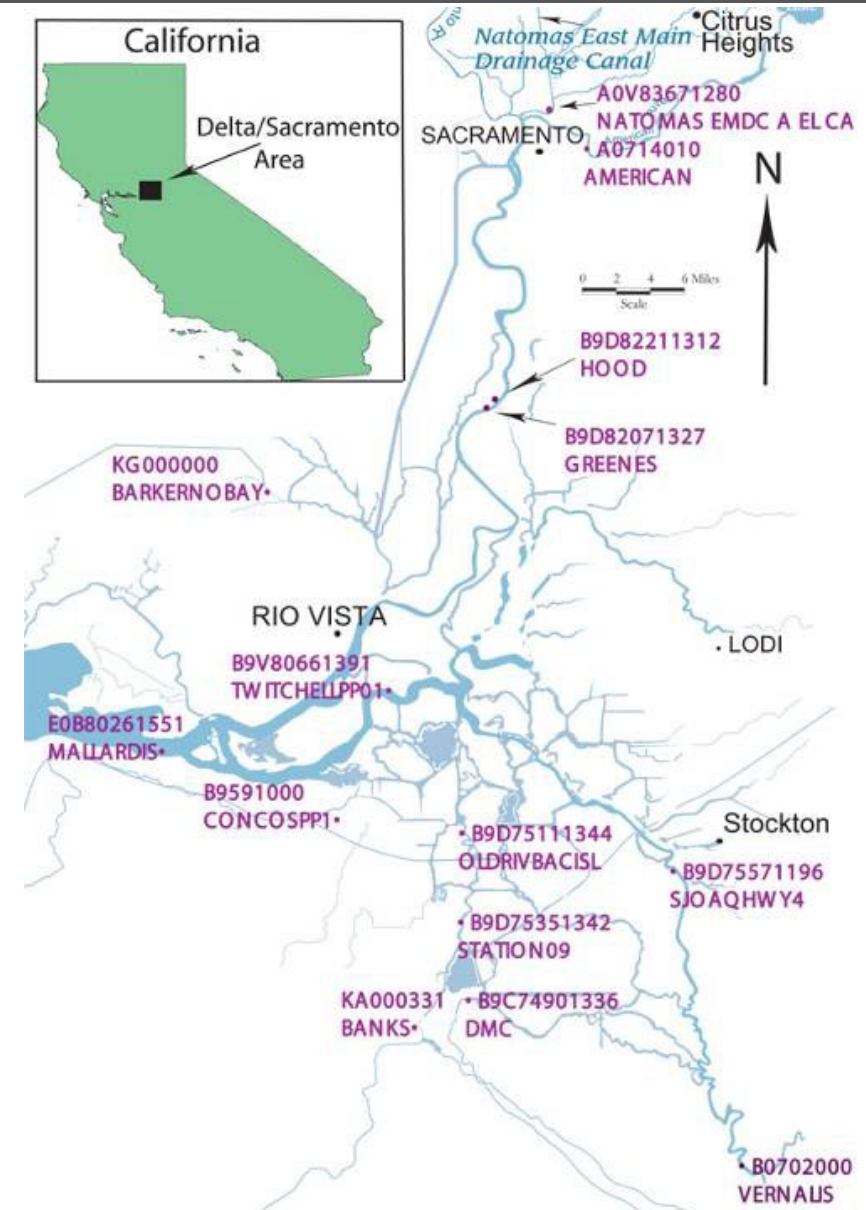 California
Delta/Sacramento
Area
Natomas East Main
Drainage Canal
Citrus
Heights
A0V83671280
NATOMAS EMDC A EL CA
SACRAMENTO
A0714010
AMERICAN
N
0 2 4 6 Miles
Scale
B9D82211312
HOOD
B9D82071327
GREENES
KG000000
BARKERNOBAY
RIO VISTA
LODI
B9V80661391
TWITCHELLPP01
E0B80261551
MALLARDIS
B9591000
CONCOSPP1
Stockton
B9D75111344
OLDRIVBACISL
B9D75571196
SJOAQHWY4
B9D75351342
STATION09
KA000331
BANKS
B9C74901336
DMC
B0702000
VERNALIS